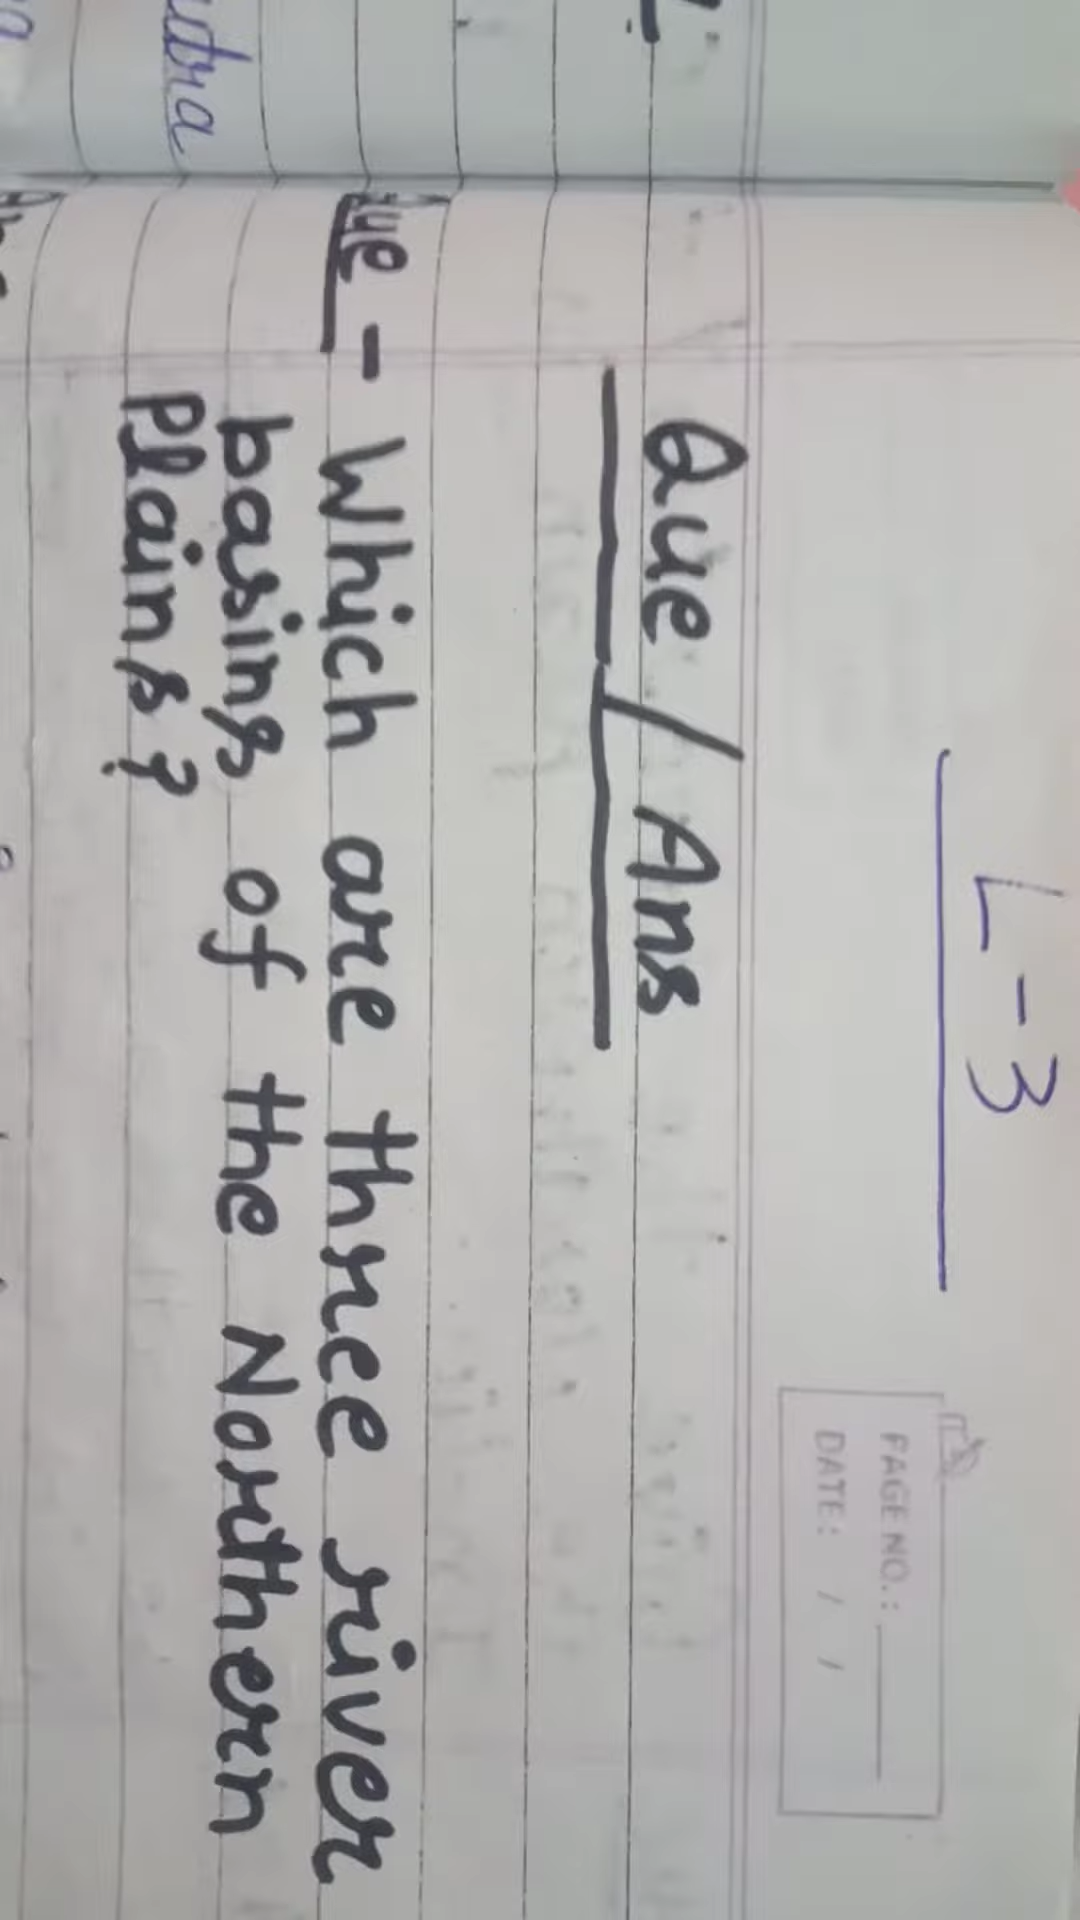 L-3
PAGE NO.:
DATE: / /
Que/Ans
Que - Which are three river
basins of the Northern
Plains?